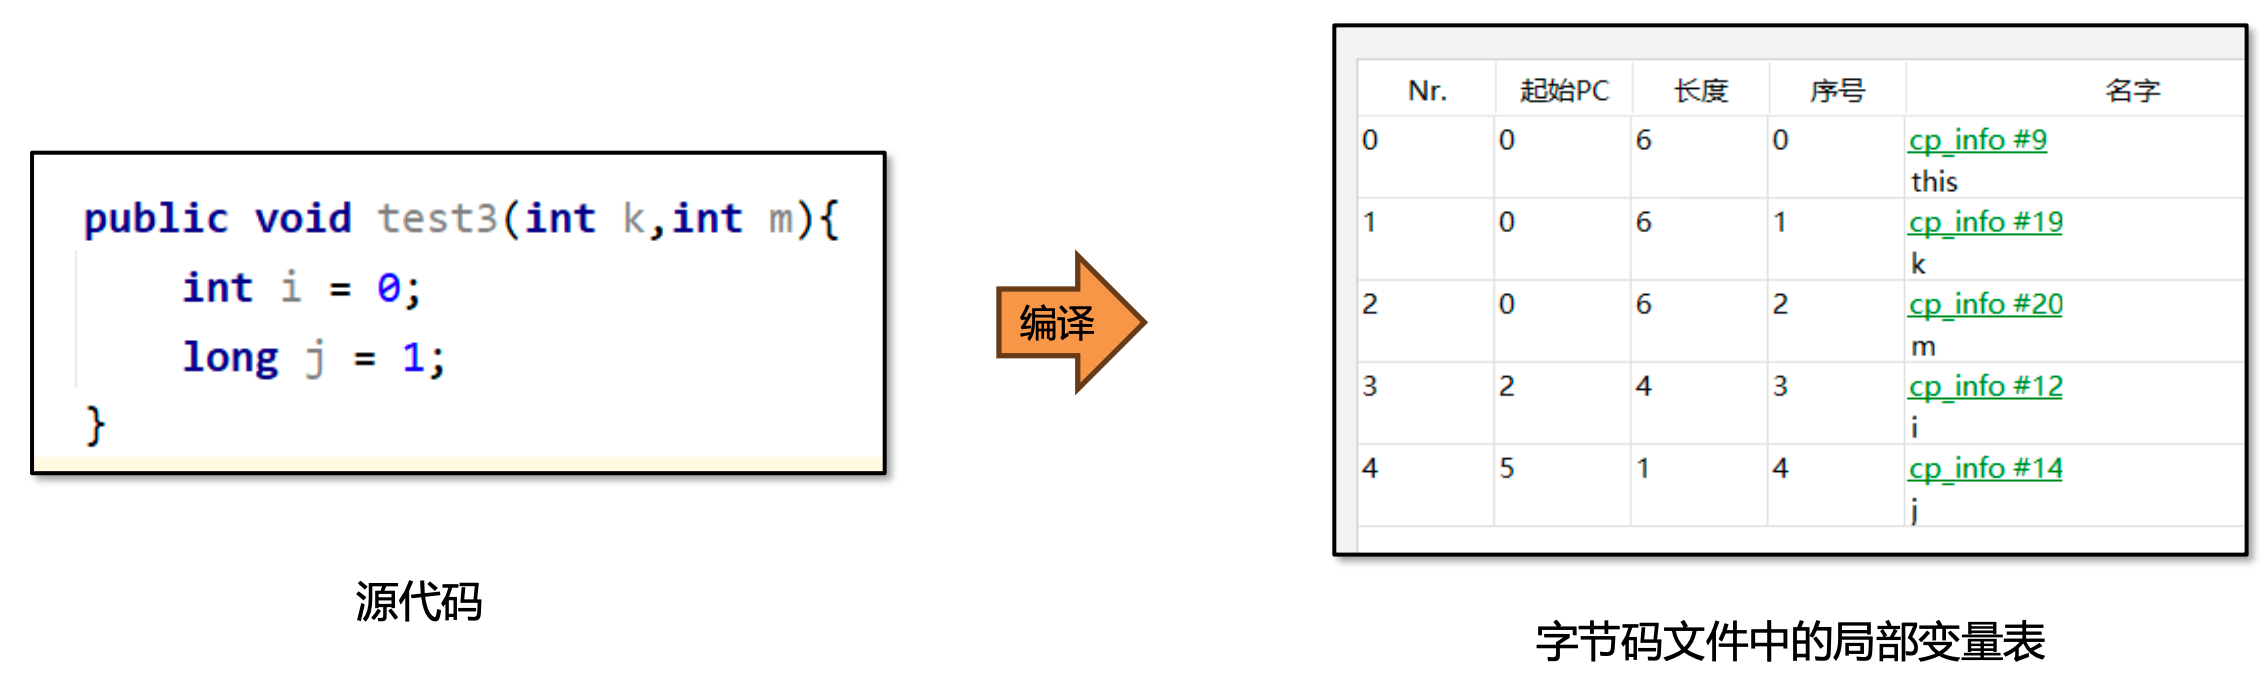 public void test3(int k,int m){
int i = 0;
long j = 1;
}
源代码
编译
Nr. 起始PC 长度 序号 名字
0 0 6 0 cp_info #9
this
1 0 6 1 cp_info #19
k
2 0 6 2 cp_info #20
m
3 2 4 3 cp_info #12
i
4 5 1 4 cp_info #14
j
字节码文件中的局部变量表